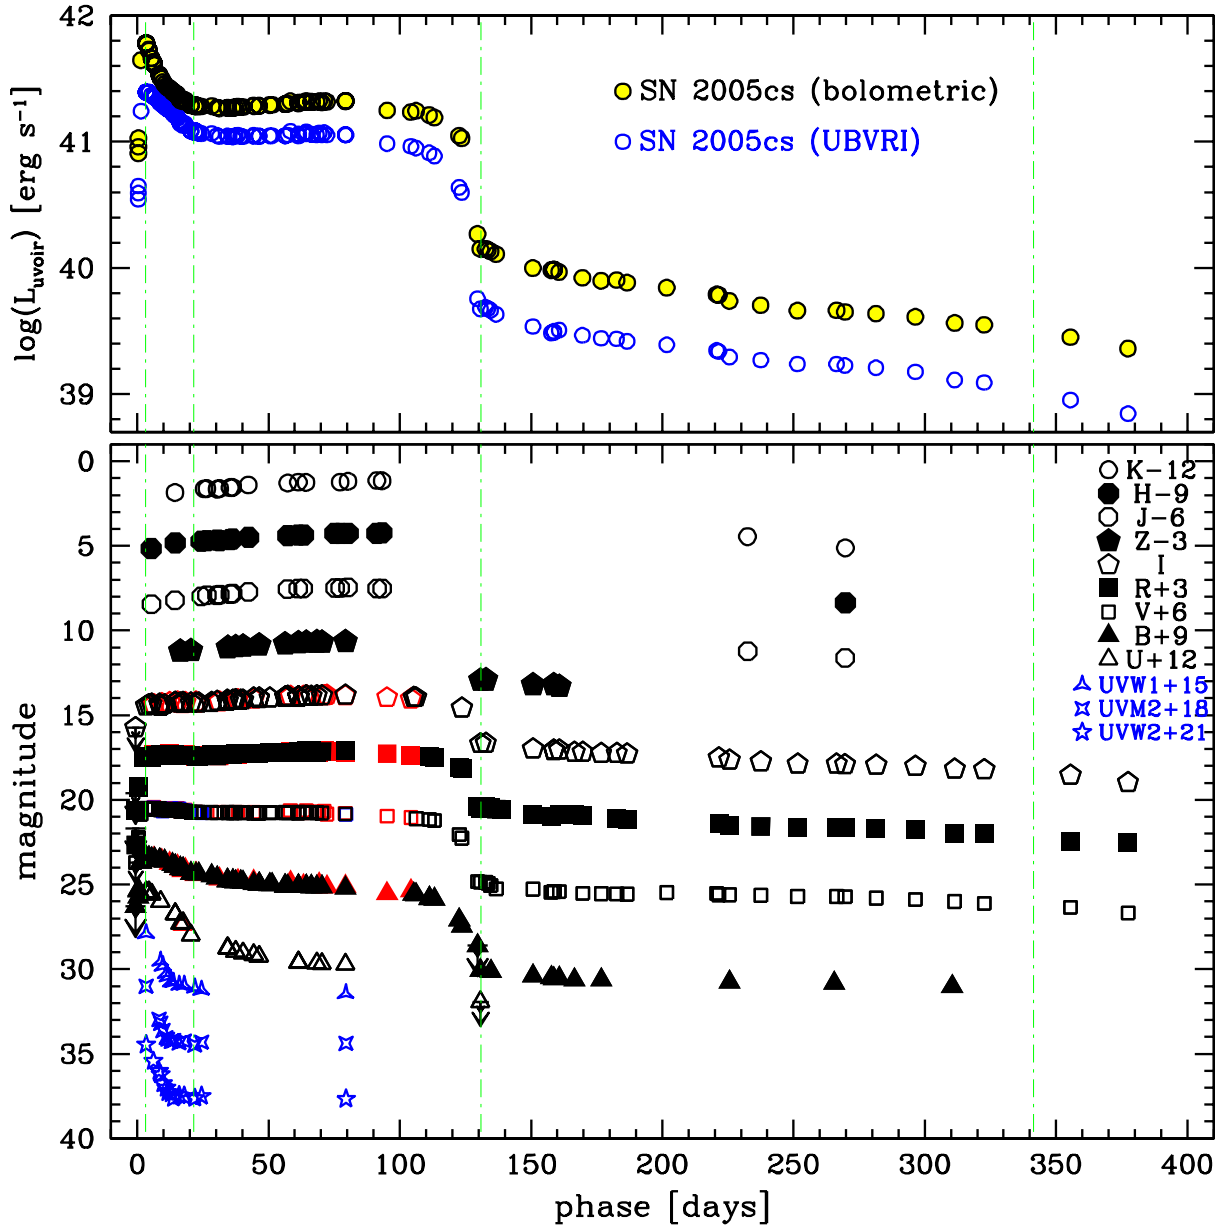 42
41
40
39
log(L_uvoir) [erg s⁻¹]
SN 2005cs (bolometric)
SN 2005cs (UBVRI)
0
5
10
15
20
25
30
35
40
magnitude
K-12
H-9
J-6
Z-3
I
R+3
V+6
B+9
U+12
UVW1+15
UVM2+18
UVW2+21
0 50 100 150 200 250 300 350 400
phase [days]